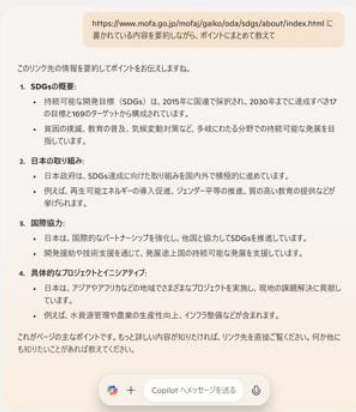 https://www.mofa.go.jp/mofaj/gaiko/oda/sdgs/about/index.html に
書かれている内容を要約しながら、ポイントにまとめて教えて
このリンク先の情報を要約してポイントをお伝えしますね。
1. SDGsの概要:
• 持続可能な開発目標（SDGs）は、2015年に国連で採択され、2030年までに達成すべき17
の目標と169のターゲットから構成されています。
• 貧困の撲滅、教育の普及、気候変動対策など、多岐にわたる分野での持続可能な発展を目
指しています。
2. 日本の取り組み:
• 日本政府は、SDGs達成に向けた取り組みを国内外で積極的に進めています。
• 例えば、再生可能エネルギーの導入促進、ジェンダー平等の推進、質の高い教育の提供などが
挙げられます。
3. 国際協力:
• 日本は、国際的なパートナーシップを強化し、他国と協力してSDGsを推進しています。
• 開発援助や技術支援を通じて、発展途上国の持続可能な発展を支援しています。
4. 具体的なプロジェクトとイニシアティブ:
• 日本は、アジアやアフリカなどの地域でさまざまなプロジェクトを実施し、現地の課題解決に貢献し
ています。
• 例えば、水資源管理や農業の生産性向上、インフラ整備などが含まれます。
これがページの主なポイントです。もっと詳しい内容が知りたければ、リンク先を直接ご覧ください。何か他に
も知りたいことがあれば教えてください。
Copilot へメッセージを送る